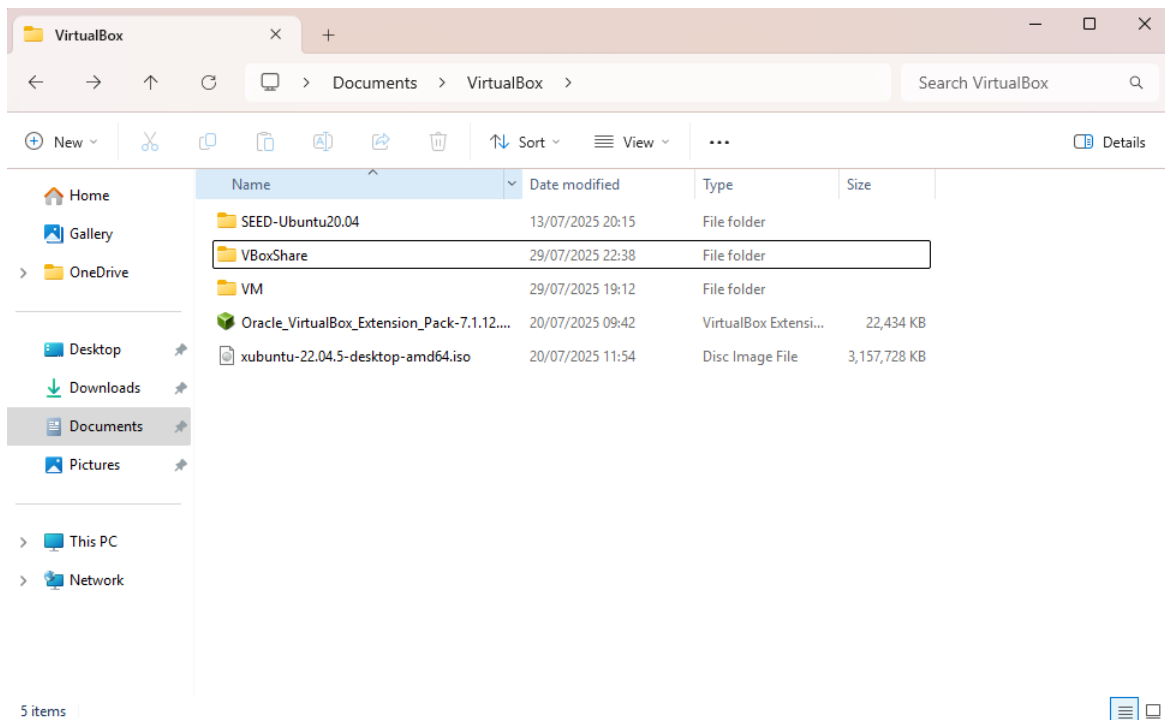 VirtualBox
Documents > VirtualBox >
Search VirtualBox
New
Sort
View
Details
Name Date modified Type Size
Home
Gallery
OneDrive
Desktop
Downloads
Documents
Pictures
This PC
Network
SEED-Ubuntu20.04 13/07/2025 20:15 File folder
VBoxShare 29/07/2025 22:38 File folder
VM 29/07/2025 19:12 File folder
Oracle_VirtualBox_Extension_Pack-7.1.12.... 20/07/2025 09:42 VirtualBox Extensi... 22,434 KB
xubuntu-22.04.5-desktop-amd64.iso 20/07/2025 11:54 Disc Image File 3,157,728 KB
5 items